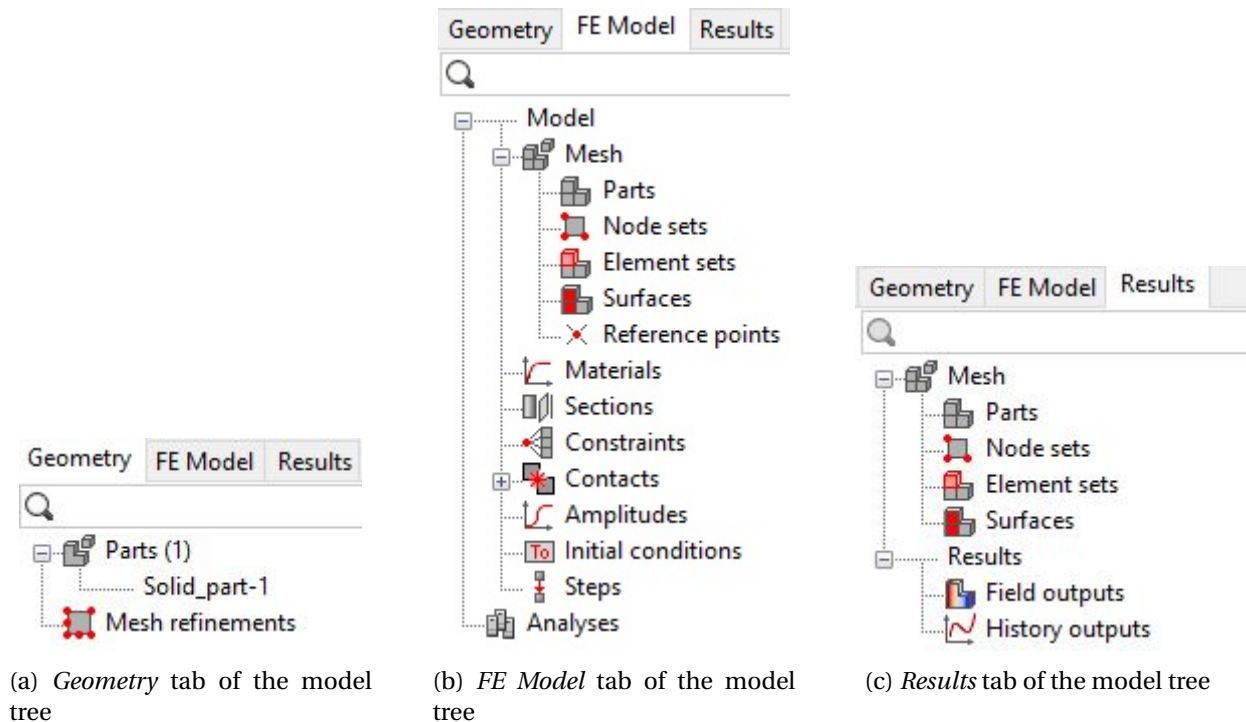 Geometry FE Model Results
Parts (1)
Solid_part-1
Mesh refinements
(a) Geometry tab of the model
tree
Geometry FE Model Results
Model
Mesh
Parts
Node sets
Element sets
Surfaces
Reference points
Materials
Sections
Constraints
Contacts
Amplitudes
To Initial conditions
Steps
Analyses
(b) FE Model tab of the model
tree
Geometry FE Model Results
Mesh
Parts
Node sets
Element sets
Surfaces
Results
Field outputs
History outputs
(c) Results tab of the model tree